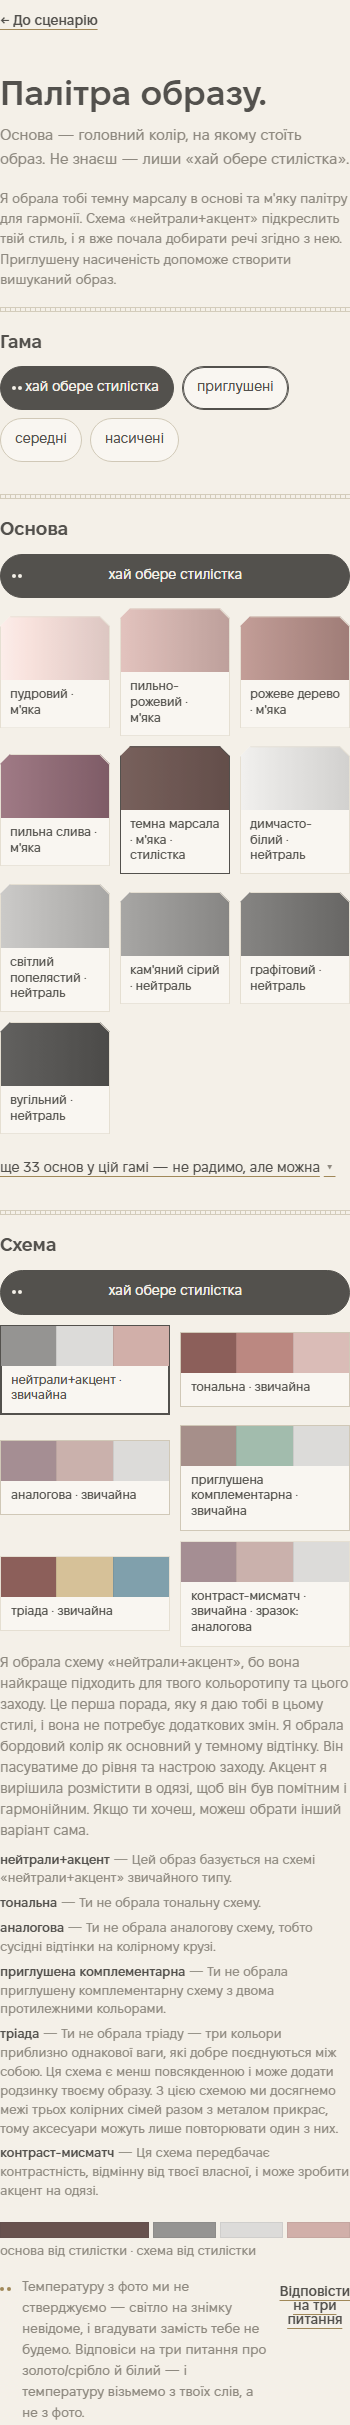 ← До сценарію
Палітра образу.
Основа — головний колір, на якому стоїть
образ. Не знаєш — лиши «хай обере стилістка».
Я обрала тобі темну марсалу в основі та м'яку палітру
для гармонії. Схема «нейтрали+акцент» підкреслить
твій стиль, і я вже почала добирати речі згідно з нею.
Приглушену насиченість допоможе створити
вишуканий образ.
Гама
хай обере стилістка
приглушені
середні
насичені
Основа
хай обере стилістка
пудровий ·
м'яка
пильно-
рожевий ·
м'яка
рожеве дерево
· м'яка
пильна слива ·
м'яка
темна марсала
· м'яка ·
стилістка
димчасто-
білий ·
нейтраль
світлий
попелястий ·
нейтраль
кам'яний сірий
· нейтраль
графітовий ·
нейтраль
вугільний ·
нейтраль
ще 33 основ у цій гамі — не радимо, але можна ▾
Схема
хай обере стилістка
нейтрали+акцент ·
звичайна
тональна · звичайна
аналогова · звичайна
приглушена
комплементарна ·
звичайна
тріада · звичайна
контраст-мисматч ·
звичайна · зразок:
аналогова
Я обрала схему «нейтрали+акцент», бо вона
найкраще підходить для твого кольоротипу та цього
заходу. Це перша порада, яку я даю тобі в цьому
стилі, і вона не потребує додаткових змін. Я обрала
бордовий колір як основний у темному відтінку. Він
пасуватиме до рівня та настрою заходу. Акцент я
вирішила розмістити в одязі, щоб він був помітним і
гармонійним. Якщо ти хочеш, можеш обрати інший
варіант сама.
нейтрали+акцент — Цей образ базується на схемі
«нейтрали+акцент» звичайного типу.
тональна — Ти не обрала тональну схему.
аналогова — Ти не обрала аналогову схему, тобто
сусідні відтінки на колірному крузі.
приглушена комплементарна — Ти не обрала
приглушену комплементарну схему з двома
протилежними кольорами.
тріада — Ти не обрала тріаду — три кольори
приблизно однакової ваги, які добре поєднуються між
собою. Ця схема є менш повсякденною і може додати
родзинку твоєму образу. З цією схемою ми досягнемо
межі трьох колірних сімей разом з металом прикрас,
тому аксесуари можуть лише повторювати один з них.
контраст-мисматч — Ця схема передбачає
контрастність, відмінну від твоєї власної, і може зробити
акцент на одязі.
основа від стилістки · схема від стилістки
Температуру з фото ми не
стверджуємо — світло на знімку
невідоме, і вгадувати замість тебе не
будемо. Відповіси на три питання про
золото/срібло й білий — і
температуру візьмемо з твоїх слів, а
не з фото.
Відповісти
на три
питання